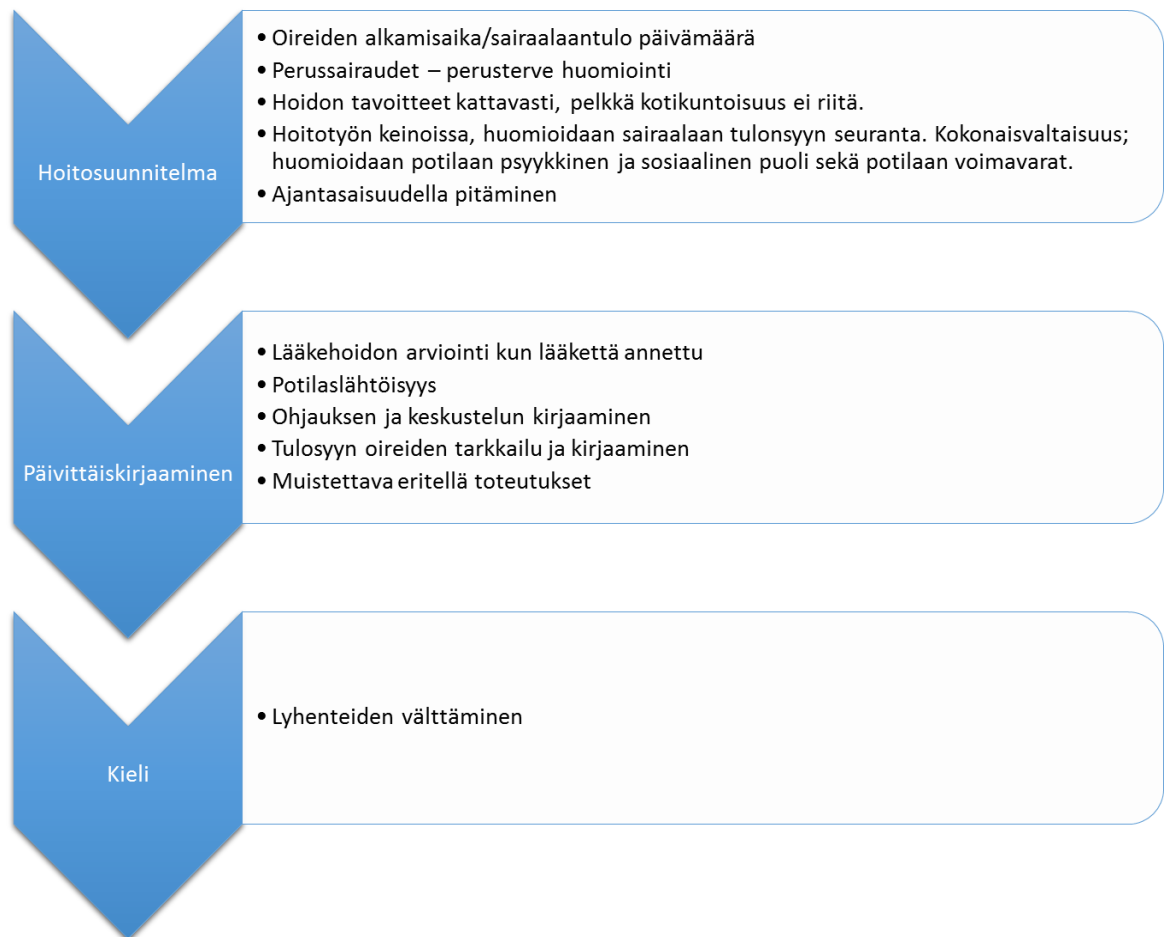 Hoitosuunnitelma
• Oireiden alkamisaika/sairaalaantulo päivämäärä
• Perussairaudet – perusterve huomiointi
• Hoidon tavoitteet kattavasti, pelkkä kotikuntoisuus ei riitä.
• Hoitotyön keinoissa, huomioidaan sairaalaan tulonsyyn seuranta. Kokonaisvaltaisuus;
huomioidaan potilaan psyykkinen ja sosiaalinen puoli sekä potilaan voimavarat.
• Ajantasaisuudella pitäminen
Päivittäiskirjaaminen
• Lääkehoidon arviointi kun lääkettä annettu
• Potilaslähtöisyys
• Ohjauksen ja keskustelun kirjaaminen
• Tulosyyn oireiden tarkkailu ja kirjaaminen
• Muistettava eritellä toteutukset
Kieli
• Lyhenteiden välttäminen